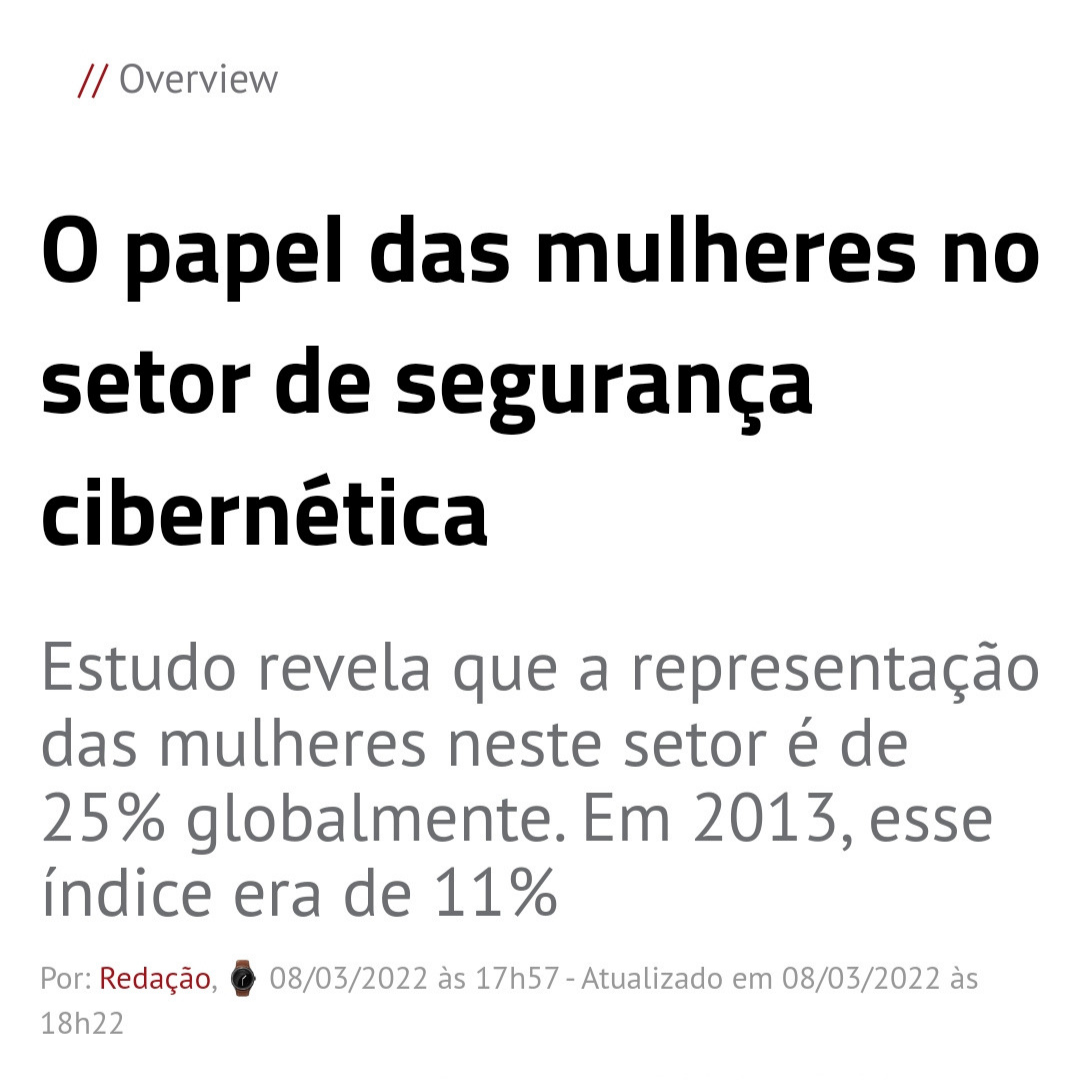 // Overview
O papel das mulheres no
setor de segurança
cibernética
Estudo revela que a representação
das mulheres neste setor é de
25% globalmente. Em 2013, esse
índice era de 11%
Por: Redação, ⌚ 08/03/2022 às 17h57 - Atualizado em 08/03/2022 às
18h22